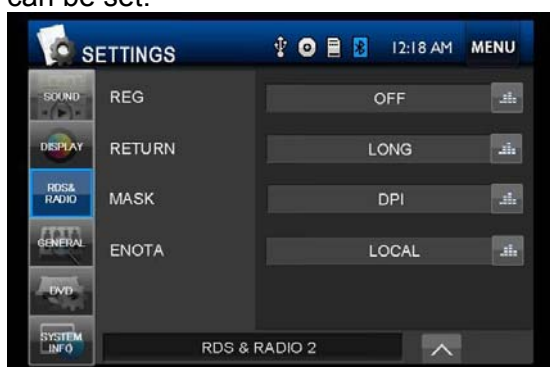 can be set.
SETTINGS 12:18 AM MENU
SOUND
REG OFF
DISPLAY
RETURN LONG
RDS&
RADIO
MASK DPI
GENERAL
ENOTA LOCAL
DVD
SYSTEM
INFO
RDS & RADIO 2